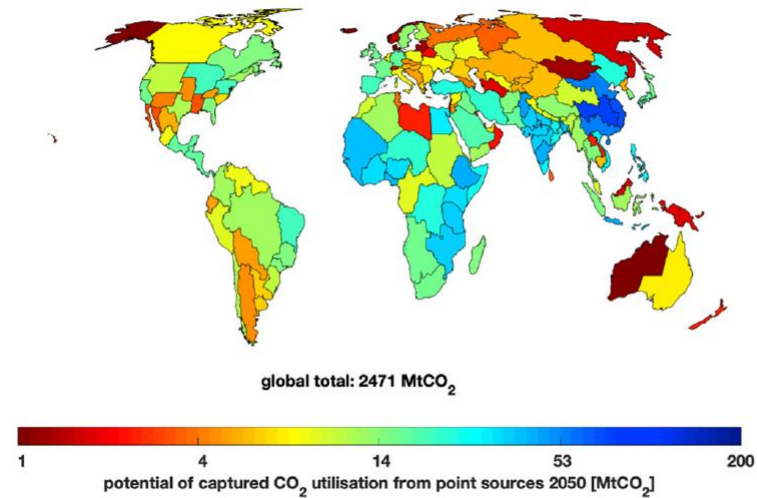 global total: 2471 MtCO₂
1 4 14 53 200
potential of captured CO₂ utilisation from point sources 2050 [MtCO₂]